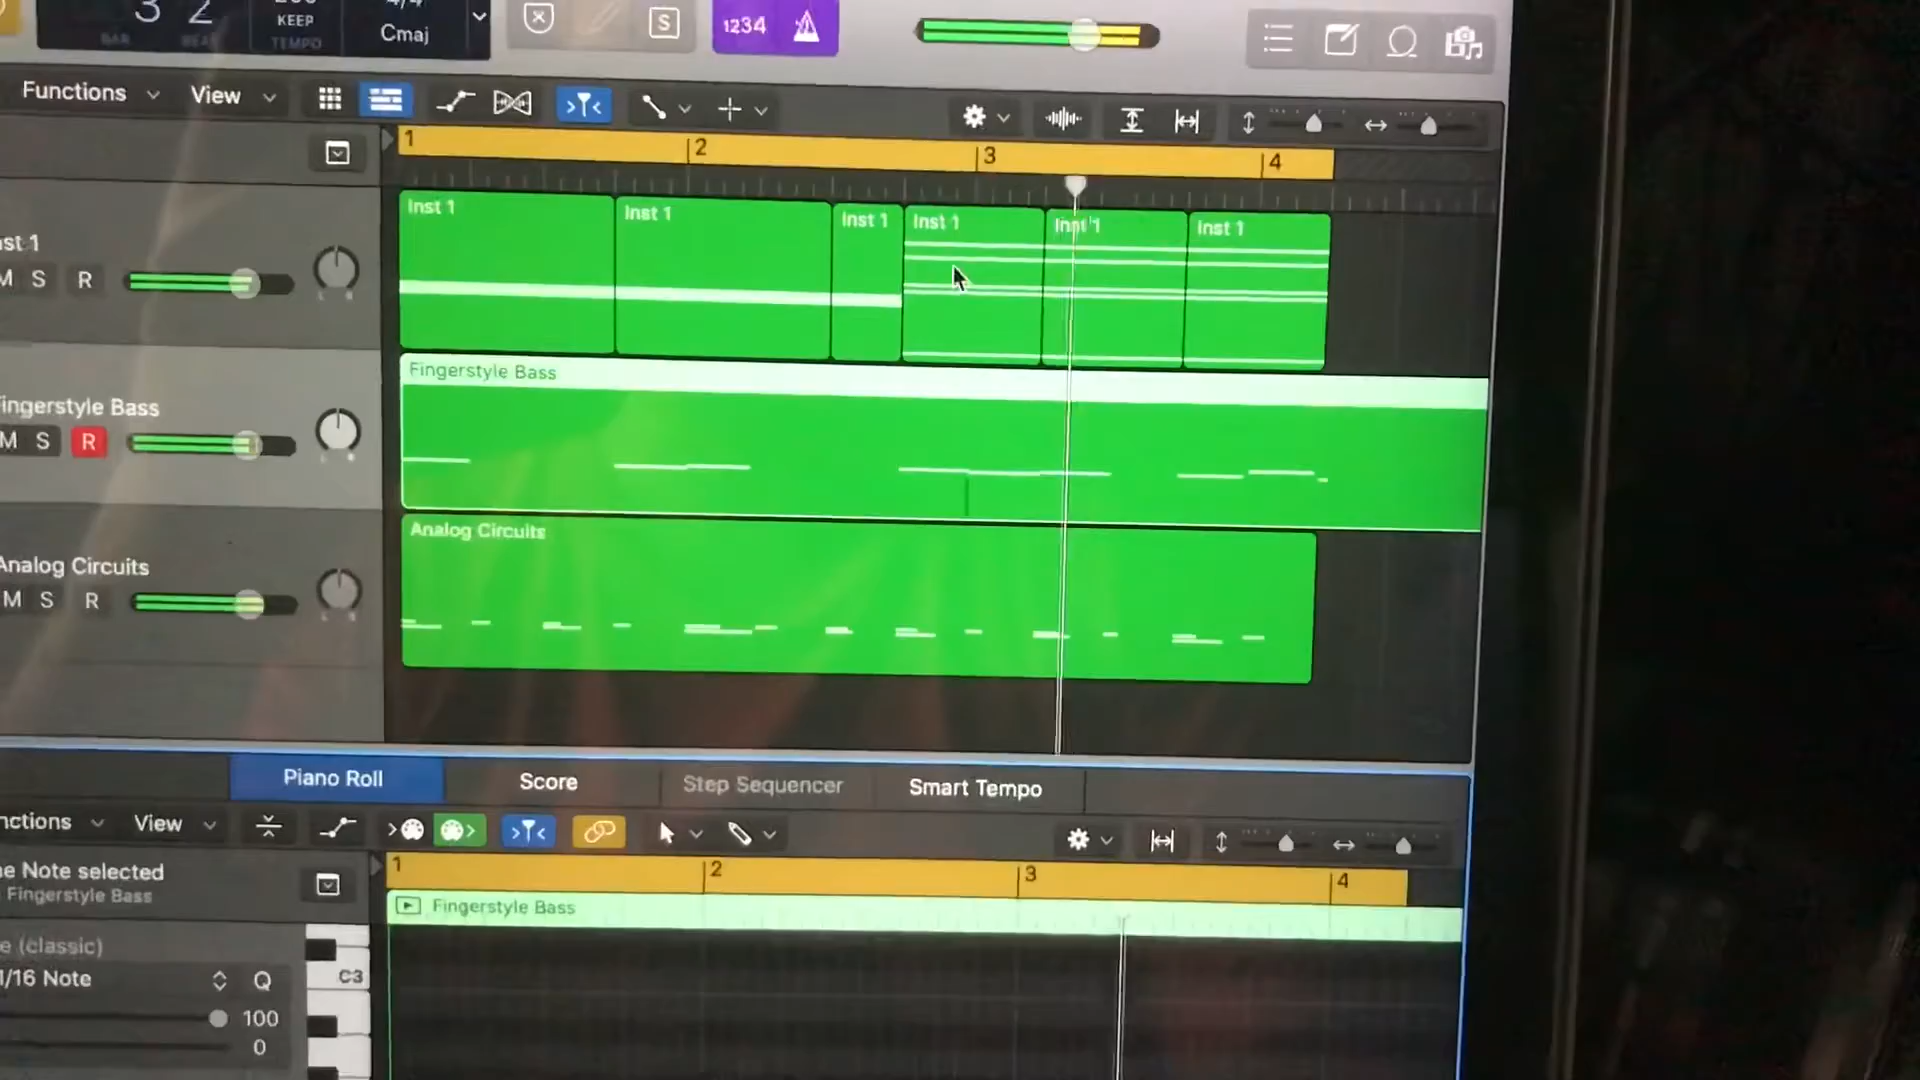 3 2
BAR BEAT
KEEP
TEMPO
Cmaj
S
1234
Functions View
1 2 3 4
Inst 1 Inst 1 Inst 1 Inst 1 Inst 1 Inst 1
st 1
M S R
Fingerstyle Bass
ingerstyle Bass
M S R
Analog Circuits
Analog Circuits
M S R
Piano Roll Score Step Sequencer Smart Tempo
nctions View
1 2 3 4
e Note selected
Fingerstyle Bass
Fingerstyle Bass
e (classic)
1/16 Note Q
C3
100
0